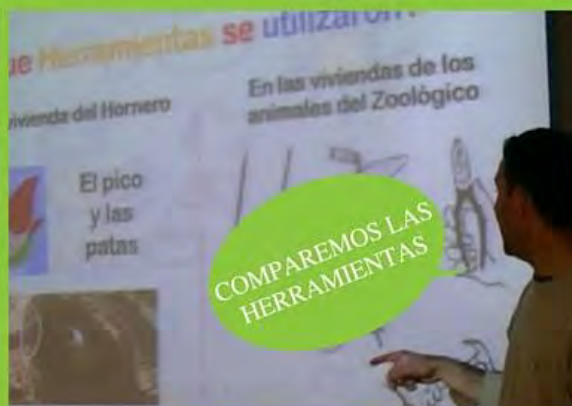 Herramientas se utilizaron
vivienda del Hornero
En las viviendas de los
animales del Zoológico
El pico
y las
patas
COMPAREMOS LAS
HERRAMIENTAS